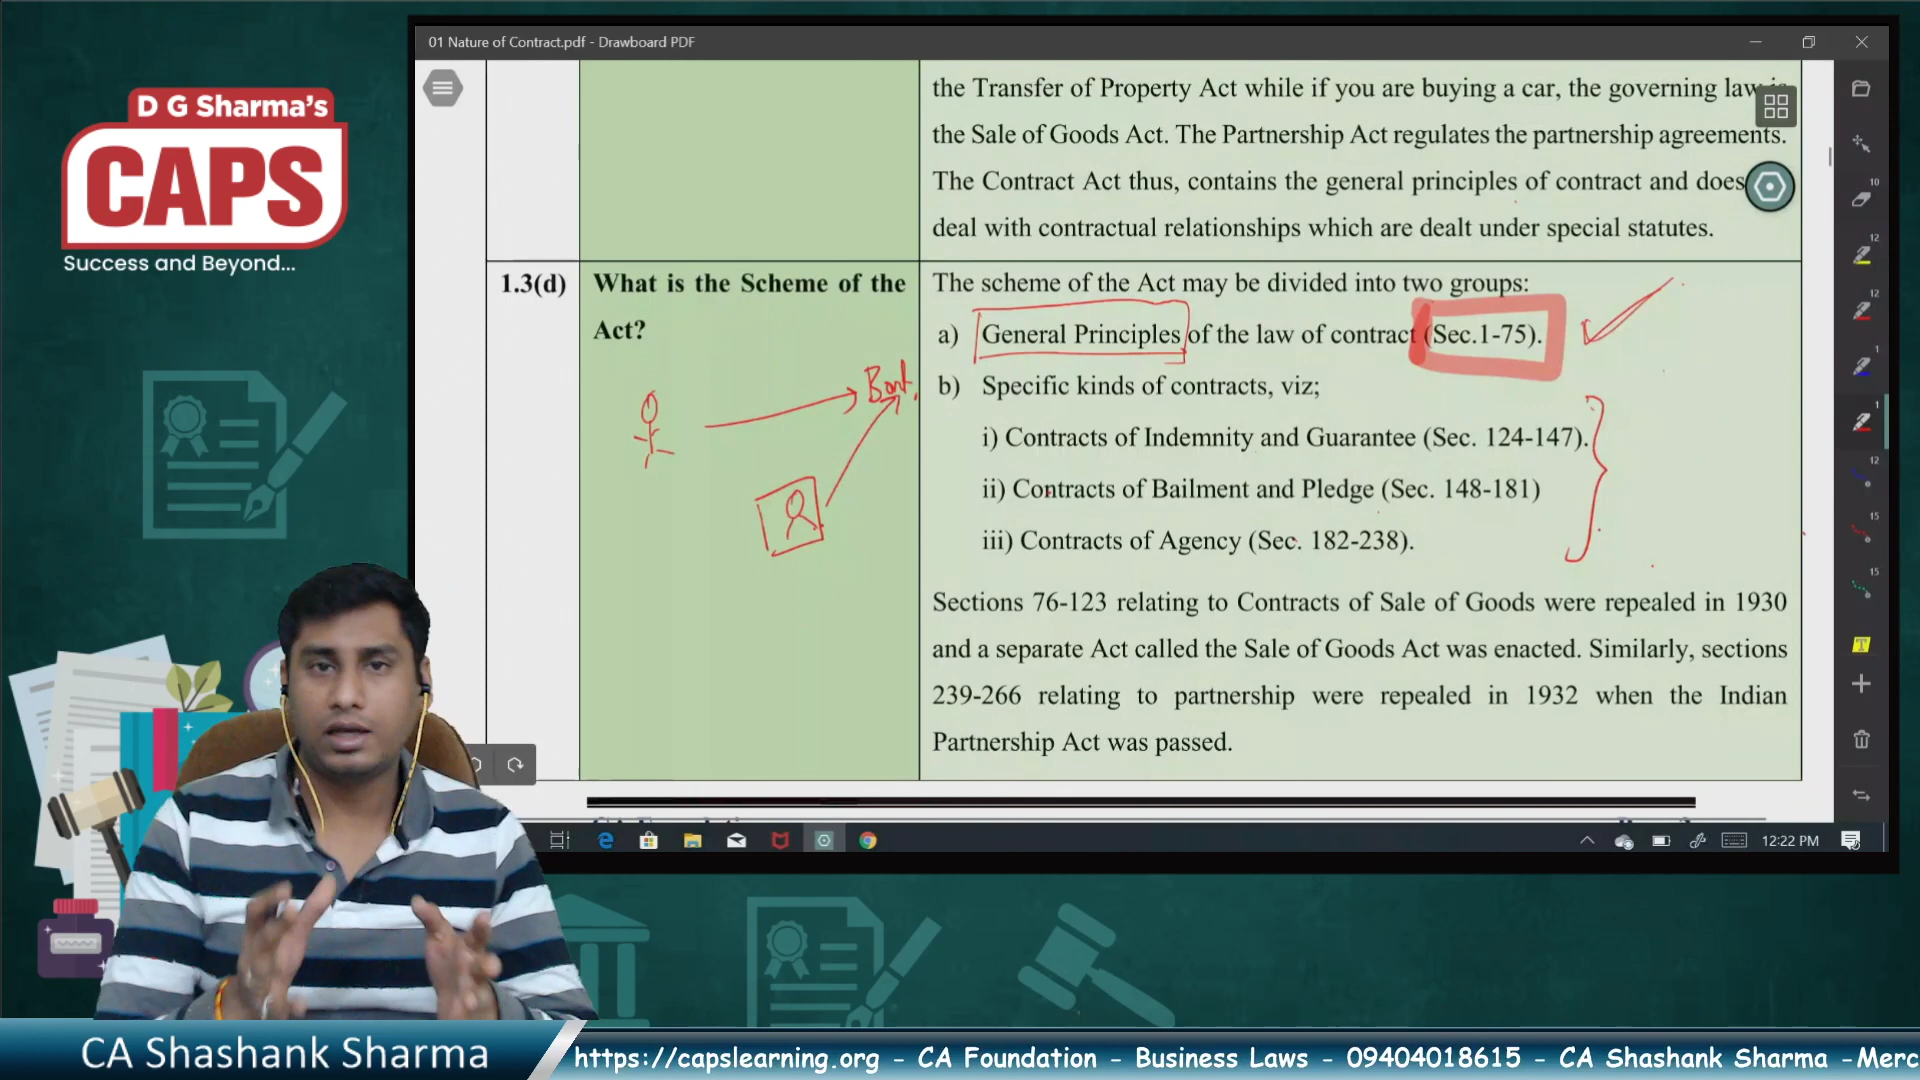 D G Sharma's
CAPS
Success and Beyond...
01 Nature of Contract.pdf - Drawboard PDF
the Transfer of Property Act while if you are buying a car, the governing law is
the Sale of Goods Act. The Partnership Act regulates the partnership agreements.
The Contract Act thus, contains the general principles of contract and does
deal with contractual relationships which are dealt under special statutes.
1.3(d)
What is the Scheme of the
Act?
The scheme of the Act may be divided into two groups:
a) General Principles of the law of contract (Sec.1-75).
b) Specific kinds of contracts, viz;
i) Contracts of Indemnity and Guarantee (Sec. 124-147).
ii) Contracts of Bailment and Pledge (Sec. 148-181)
iii) Contracts of Agency (Sec. 182-238).
Sections 76-123 relating to Contracts of Sale of Goods were repealed in 1930
and a separate Act called the Sale of Goods Act was enacted. Similarly, sections
239-266 relating to partnership were repealed in 1932 when the Indian
Partnership Act was passed.
10
12
12
1
1
12
15
15
T
12:22 PM
CA Shashank Sharma
https://capslearning.org - CA Foundation - Business Laws - 09404018615 - CA Shashank Sharma -Merc